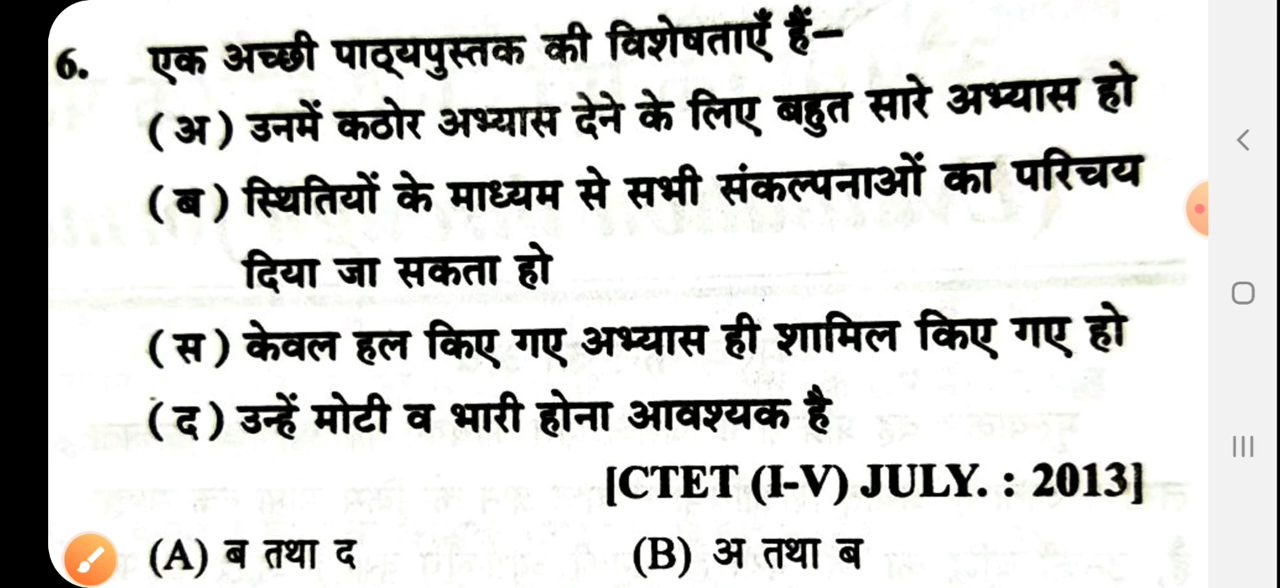 6. एक अच्छी पाठ्यपुस्तक की विशेषताएँ हैं–
(अ) उनमें कठोर अभ्यास देने के लिए बहुत सारे अभ्यास हो
(ब) स्थितियों के माध्यम से सभी संकल्पनाओं का परिचय
दिया जा सकता हो
(स) केवल हल किए गए अभ्यास ही शामिल किए गए हो
(द) उन्हें मोटी व भारी होना आवश्यक है
[CTET (I-V) JULY. : 2013]
(A) ब तथा द (B) अ तथा ब